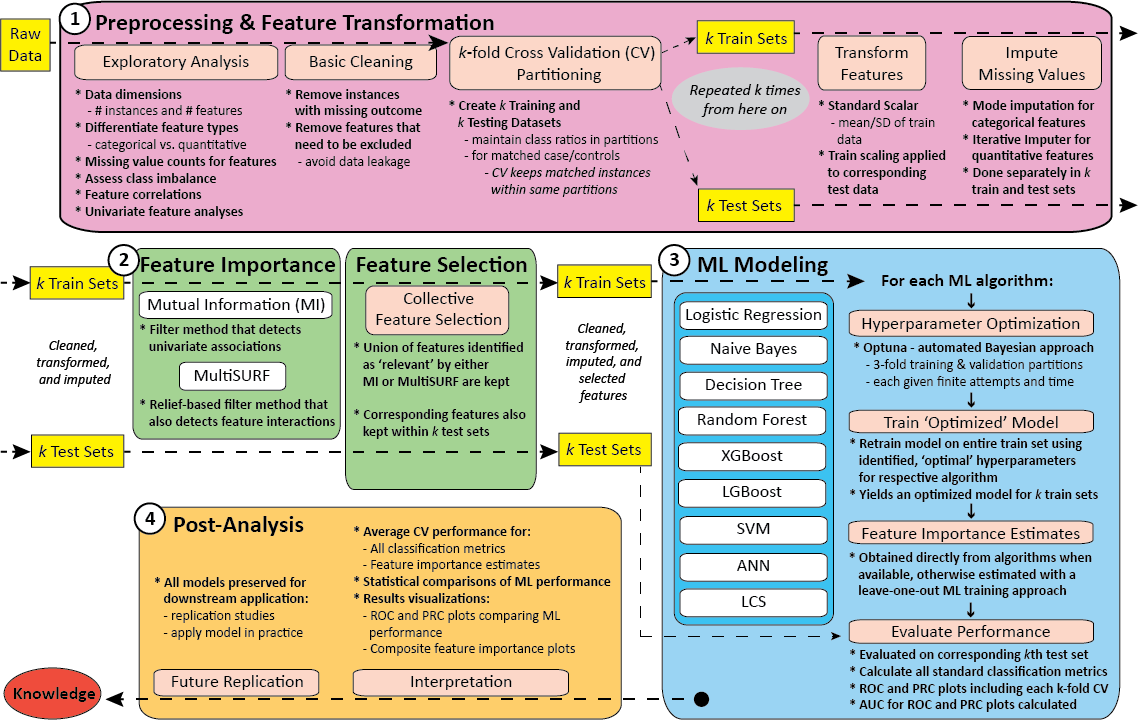 1
Preprocessing & Feature Transformation
Raw
Data
Exploratory Analysis
* Data dimensions
- # instances and # features
* Differentiate feature types
- categorical vs. quantitative
* Missing value counts for features
* Assess class imbalance
* Feature correlations
* Univariate feature analyses
Basic Cleaning
* Remove instances
with missing outcome
* Remove features that
need to be excluded
- avoid data leakage
k-fold Cross Validation (CV)
Partitioning
* Create k Training and
k Testing Datasets
- maintain class ratios in partitions
- for matched case/controls
- CV keeps matched instances
within same partitions
k Train Sets
Repeated k times
from here on
k Test Sets
Transform
Features
* Standard Scalar
- mean/SD of train
data
* Train scaling applied
to corresponding
test data
Impute
Missing Values
* Mode imputation for
categorical features
* Iterative Imputer for
quantitative features
* Done separately in k
train and test sets
k Train Sets
Cleaned,
transformed,
and imputed
k Test Sets
2
Feature Importance
Mutual Information (MI)
* Filter method that detects
univariate associations
MultiSURF
* Relief-based filter method that
also detects feature interactions
Feature Selection
Collective
Feature Selection
* Union of features identified
as ‘relevant’ by either
MI or MultiSURF are kept
* Corresponding features also
kept within k test sets
k Train Sets
Cleaned,
transformed,
imputed, and
selected
features
k Test Sets
3
ML Modeling
Logistic Regression
Naive Bayes
Decision Tree
Random Forest
XGBoost
LGBoost
SVM
ANN
LCS
For each ML algorithm:
Hyperparameter Optimization
* Optuna - automated Bayesian approach
- 3-fold training & validation partitions
- each given finite attempts and time
Train ‘Optimized’ Model
* Retrain model on entire train set using
identified, ‘optimal’ hyperparameters
for respective algorithm
* Yields an optimized model for k train sets
Feature Importance Estimates
* Obtained directly from algorithms when
available, otherwise estimated with a
leave-one-out ML training approach
Evaluate Performance
* Evaluated on corresponding kth test set
* Calculate all standard classification metrics
* ROC and PRC plots including each k-fold CV
* AUC for ROC and PRC plots calculated
4
Post-Analysis
* All models preserved for
downstream application:
- replication studies
- apply model in practice
Future Replication
* Average CV performance for:
- All classification metrics
- Feature importance estimates
* Statistical comparisons of ML performance
* Results visualizations:
- ROC and PRC plots comparing ML
performance
- Composite feature importance plots
Interpretation
Knowledge